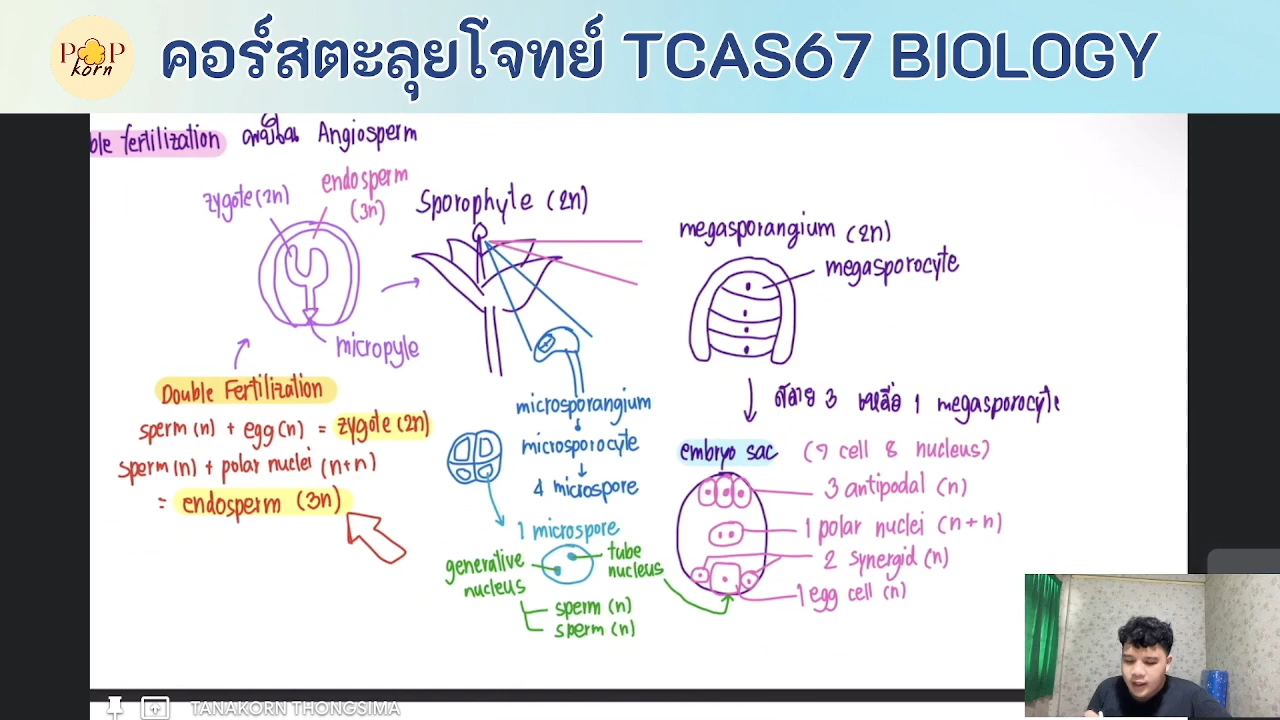 POP
korn
คอร์สตะลุยโจทย์ TCAS67 BIOLOGY
ble fertilization พบใน Angiosperm
zygote (2n)
endosperm
(3n)
micropyle
Sporophyte (2n)
megasporangium (2n)
megasporocyte
Double Fertilization
sperm (n) + egg (n) = zygote (2n)
sperm (n) + polar nuclei (n+n)
= endosperm (3n)
microsporangium
microsporocyte
4 microspore
1 microspore
generative
nucleus
tube
nucleus
sperm (n)
sperm (n)
สลาย 3 เหลือ 1 megasporocyte
embryo sac (7 cell 8 nucleus)
3 antipodal (n)
1 polar nuclei (n+n)
2 synergid (n)
1 egg cell (n)
TANAKORN THONGSIMA